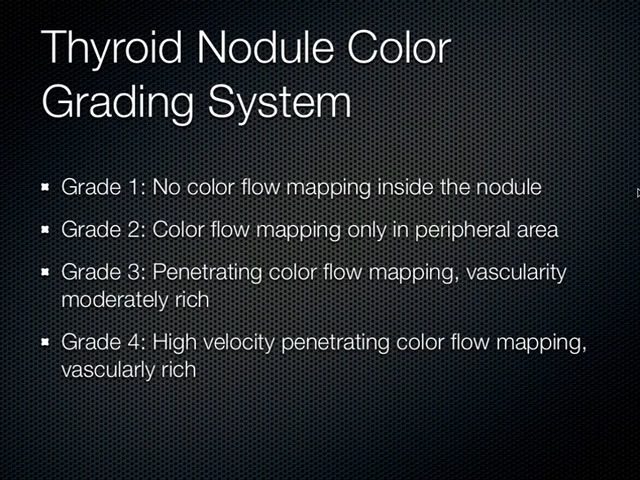 Thyroid Nodule Color
Grading System
Grade 1: No color flow mapping inside the nodule
Grade 2: Color flow mapping only in peripheral area
Grade 3: Penetrating color flow mapping, vascularity
moderately rich
Grade 4: High velocity penetrating color flow mapping,
vascularly rich